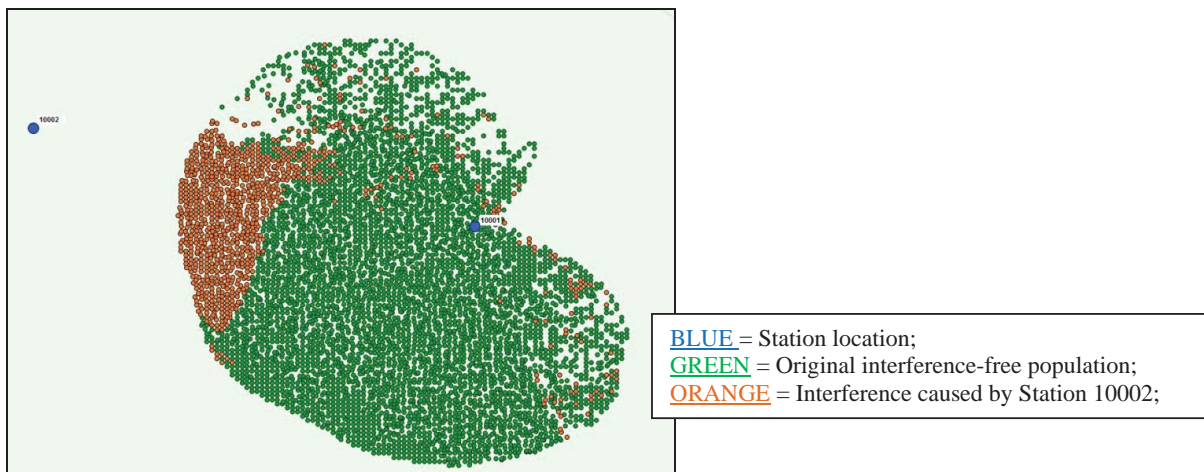 10002
10001
BLUE = Station location;
GREEN = Original interference-free population;
ORANGE = Interference caused by Station 10002;